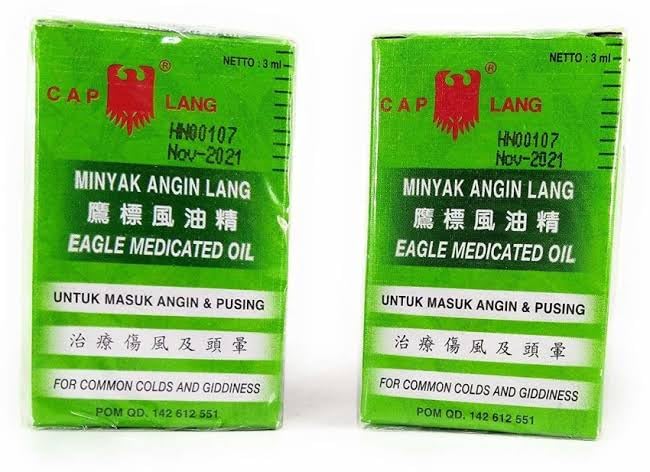 NETTO : 3 ml
CAP LANG ®
HN00107
Nov-2021
MINYAK ANGIN LANG
鷹標風油精
EAGLE MEDICATED OIL
UNTUK MASUK ANGIN & PUSING
治療傷風及頭暈
FOR COMMON COLDS AND GIDDINESS
POM QD. 142 612 551
NETTO : 3 ml
CAP LANG ®
HN00107
Nov-2021
MINYAK ANGIN LANG
鷹標風油精
EAGLE MEDICATED OIL
UNTUK MASUK ANGIN & PUSING
治療傷風及頭暈
FOR COMMON COLDS AND GIDDINESS
POM QD. 142 612 551